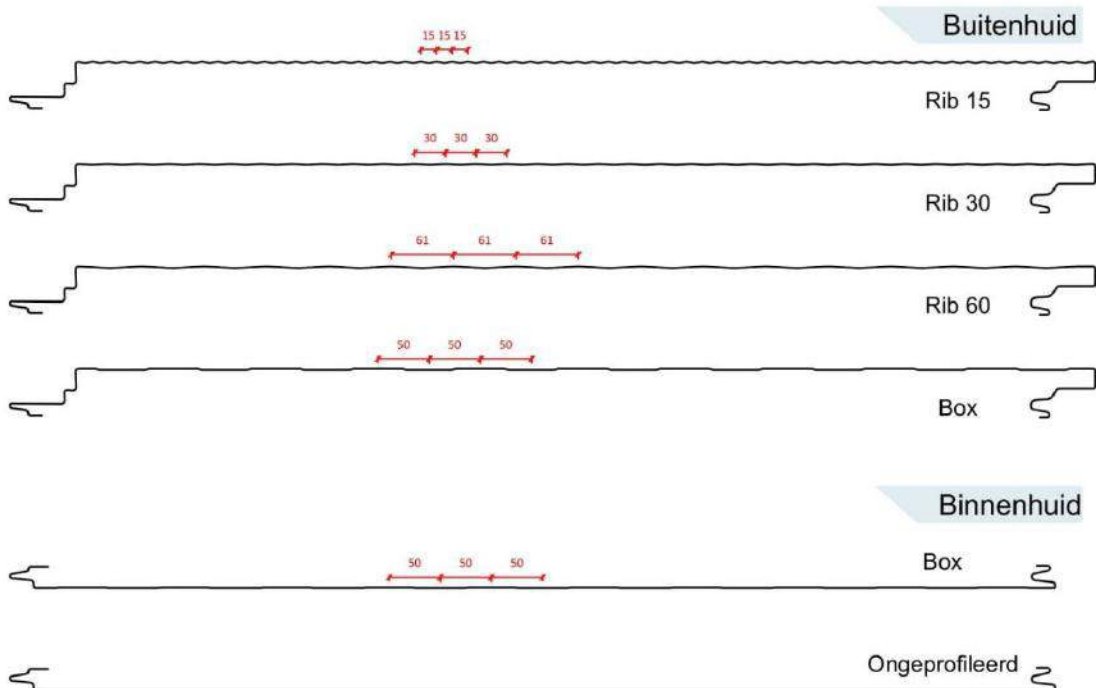 Buitenhuid
15 15 15
Rib 15
30 30 30
Rib 30
61 61 61
Rib 60
50 50 50
Box
Binnenhuid
50 50 50
Box
Ongeprofileerd